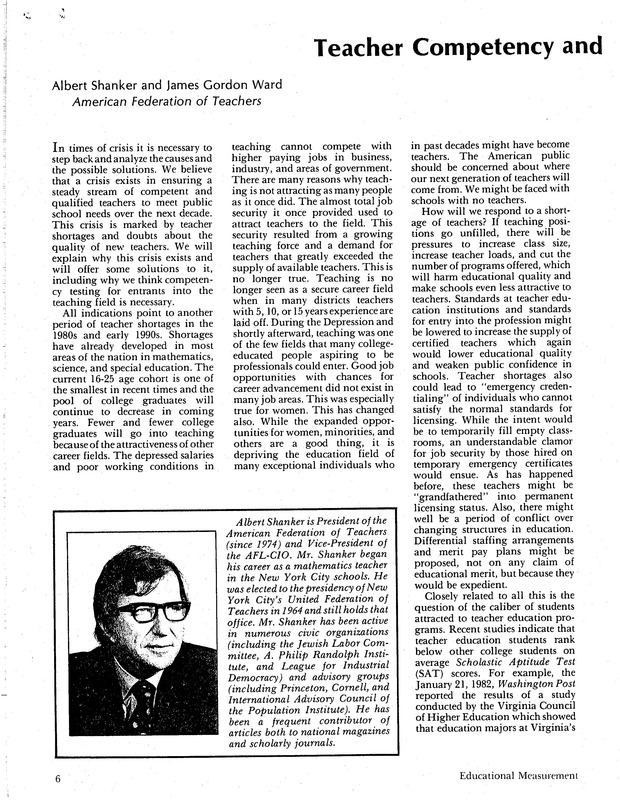 Teacher Competency and
Albert Shanker and James Gordon Ward
American Federation of Teachers
In times of crisis it is necessary to
step back and analyze the causes and
the possible solutions. We believe
that a crisis exists in ensuring a
steady stream of competent and
qualified teachers to meet public
school needs over the next decade.
This crisis is marked by teacher
shortages and doubts about the
quality of new teachers. We will
explain why this crisis exists and
will offer some solutions to it,
including why we think competen-
cy testing for entrants into the
teaching field is necessary.
All indications point to another
period of teacher shortages in the
1980s and early 1990s. Shortages
have already developed in most
areas of the nation in mathematics,
science, and special education. The
current 16-25 age cohort is one of
the smallest in recent times and the
pool of college graduates will
continue to decrease in coming
years. Fewer and fewer college
graduates will go into teaching
because of the attractiveness of other
career fields. The depressed salaries
and poor working conditions in
teaching cannot compete with
higher paying jobs in business,
industry, and areas of government.
There are many reasons why teach-
ing is not attracting as many people
as it once did. The almost total job
security it once provided used to
attract teachers to the field. This
security resulted from a growing
teaching force and a demand for
teachers that greatly exceeded the
supply of available teachers. This is
no longer true. Teaching is no
longer seen as a secure career field
when in many districts teachers
with 5, 10, or 15 years experience are
laid off. During the Depression and
shortly afterward, teaching was one
of the few fields that many college-
educated people aspiring to be
professionals could enter. Good job
opportunities with chances for
career advancement did not exist in
many job areas. This was especially
true for women. This has changed
also. While the expanded oppor-
tunities for women, minorities, and
others are a good thing, it is
depriving the education field of
many exceptional individuals who
in past decades might have become
teachers. The American public
should be concerned about where
our next generation of teachers will
come from. We might be faced with
schools with no teachers.
How will we respond to a short-
age of teachers? If teaching posi-
tions go unfilled, there will be
pressures to increase class size,
increase teacher loads, and cut the
number of programs offered, which
will harm educational quality and
make schools even less attractive to
teachers. Standards at teacher edu-
cation institutions and standards
for entry into the profession might
be lowered to increase the supply of
certified teachers which again
would lower educational quality
and weaken public confidence in
schools. Teacher shortages also
could lead to "emergency creden-
tialing" of individuals who cannot
satisfy the normal standards for
licensing. While the intent would
be to temporarily fill empty class-
rooms, an understandable clamor
for job security by those hired on
temporary emergency certificates
would ensue. As has happened
before, these teachers might be
"grandfathered" into permanent
licensing status. Also, there might
well be a period of conflict over
changing structures in education.
Differential staffing arrangements
and merit pay plans might be
proposed, not on any claim of
educational merit, but because they
would be expedient.
Closely related to all this is the
question of the caliber of students
attracted to teacher education pro-
grams. Recent studies indicate that
teacher education students rank
below other college students on
average Scholastic Aptitude Test
(SAT) scores. For example, the
January 21, 1982, Washington Post
reported the results of a study
conducted by the Virginia Council
of Higher Education which showed
that education majors at Virginia's
Albert Shanker is President of the
American Federation of Teachers
(since 1974) and Vice-President of
the AFL-CIO. Mr. Shanker began
his career as a mathematics teacher
in the New York City schools. He
was elected to the presidency of New
York City's United Federation of
Teachers in 1964 and still holds that
office. Mr. Shanker has been active
in numerous civic organizations
(including the Jewish Labor Com-
mittee, A. Philip Randolph Insti-
tute, and League for Industrial
Democracy) and advisory groups
(including Princeton, Cornell, and
International Advisory Council of
the Population Institute). He has
been a frequent contributor of
articles both to national magazines
and scholarly journals.
6
Educational Measurement